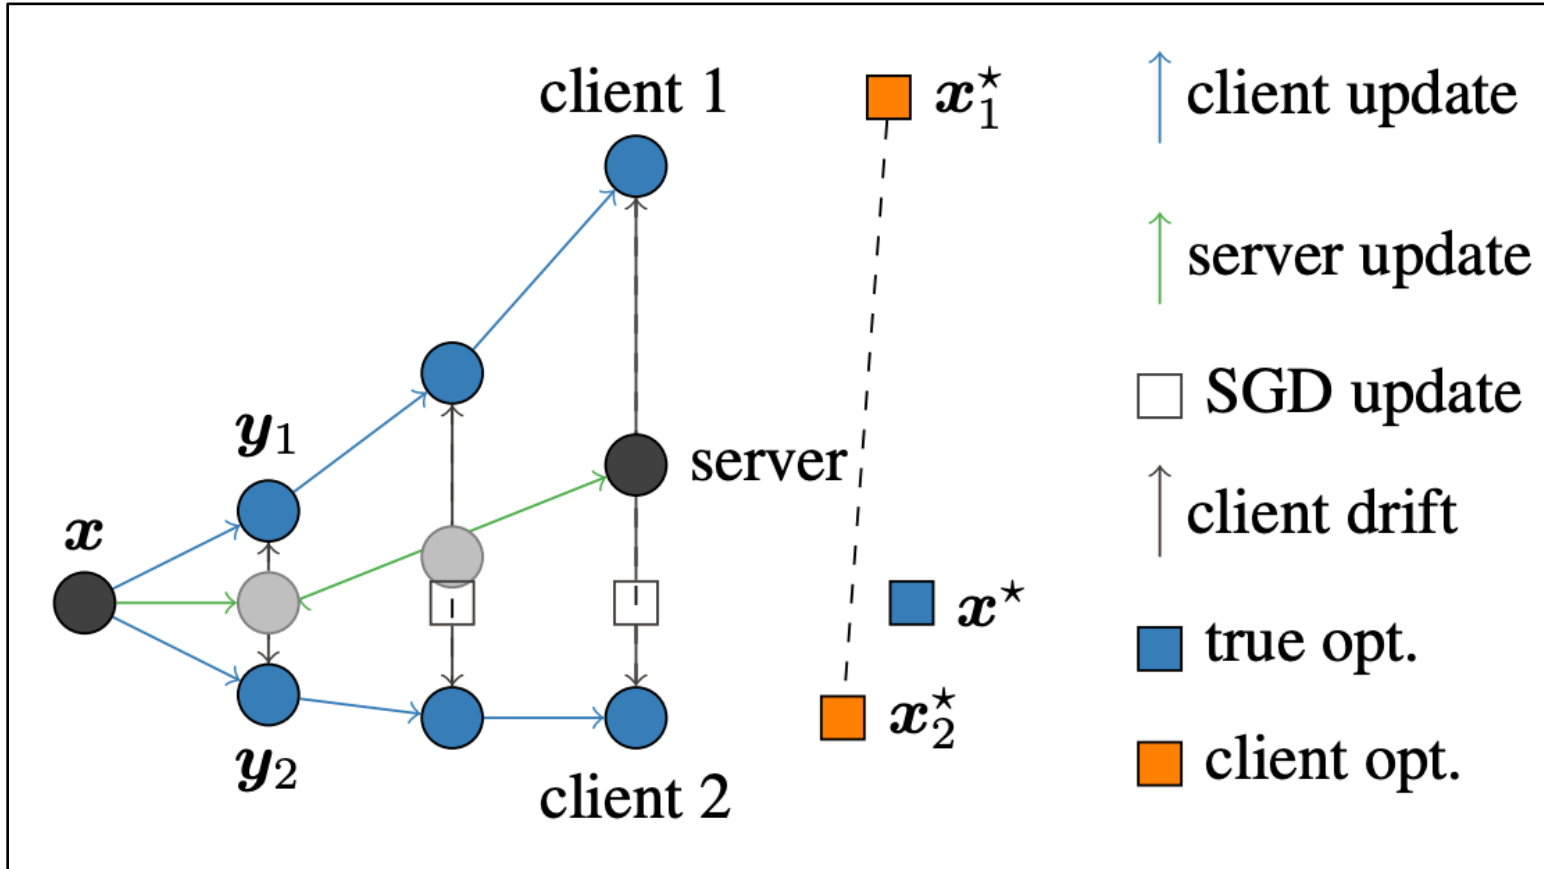 client 1
x₁⋆
client update
server update
SGD update
y₁
server
client drift
x
x⋆
true opt.
x₂⋆
y₂
client opt.
client 2